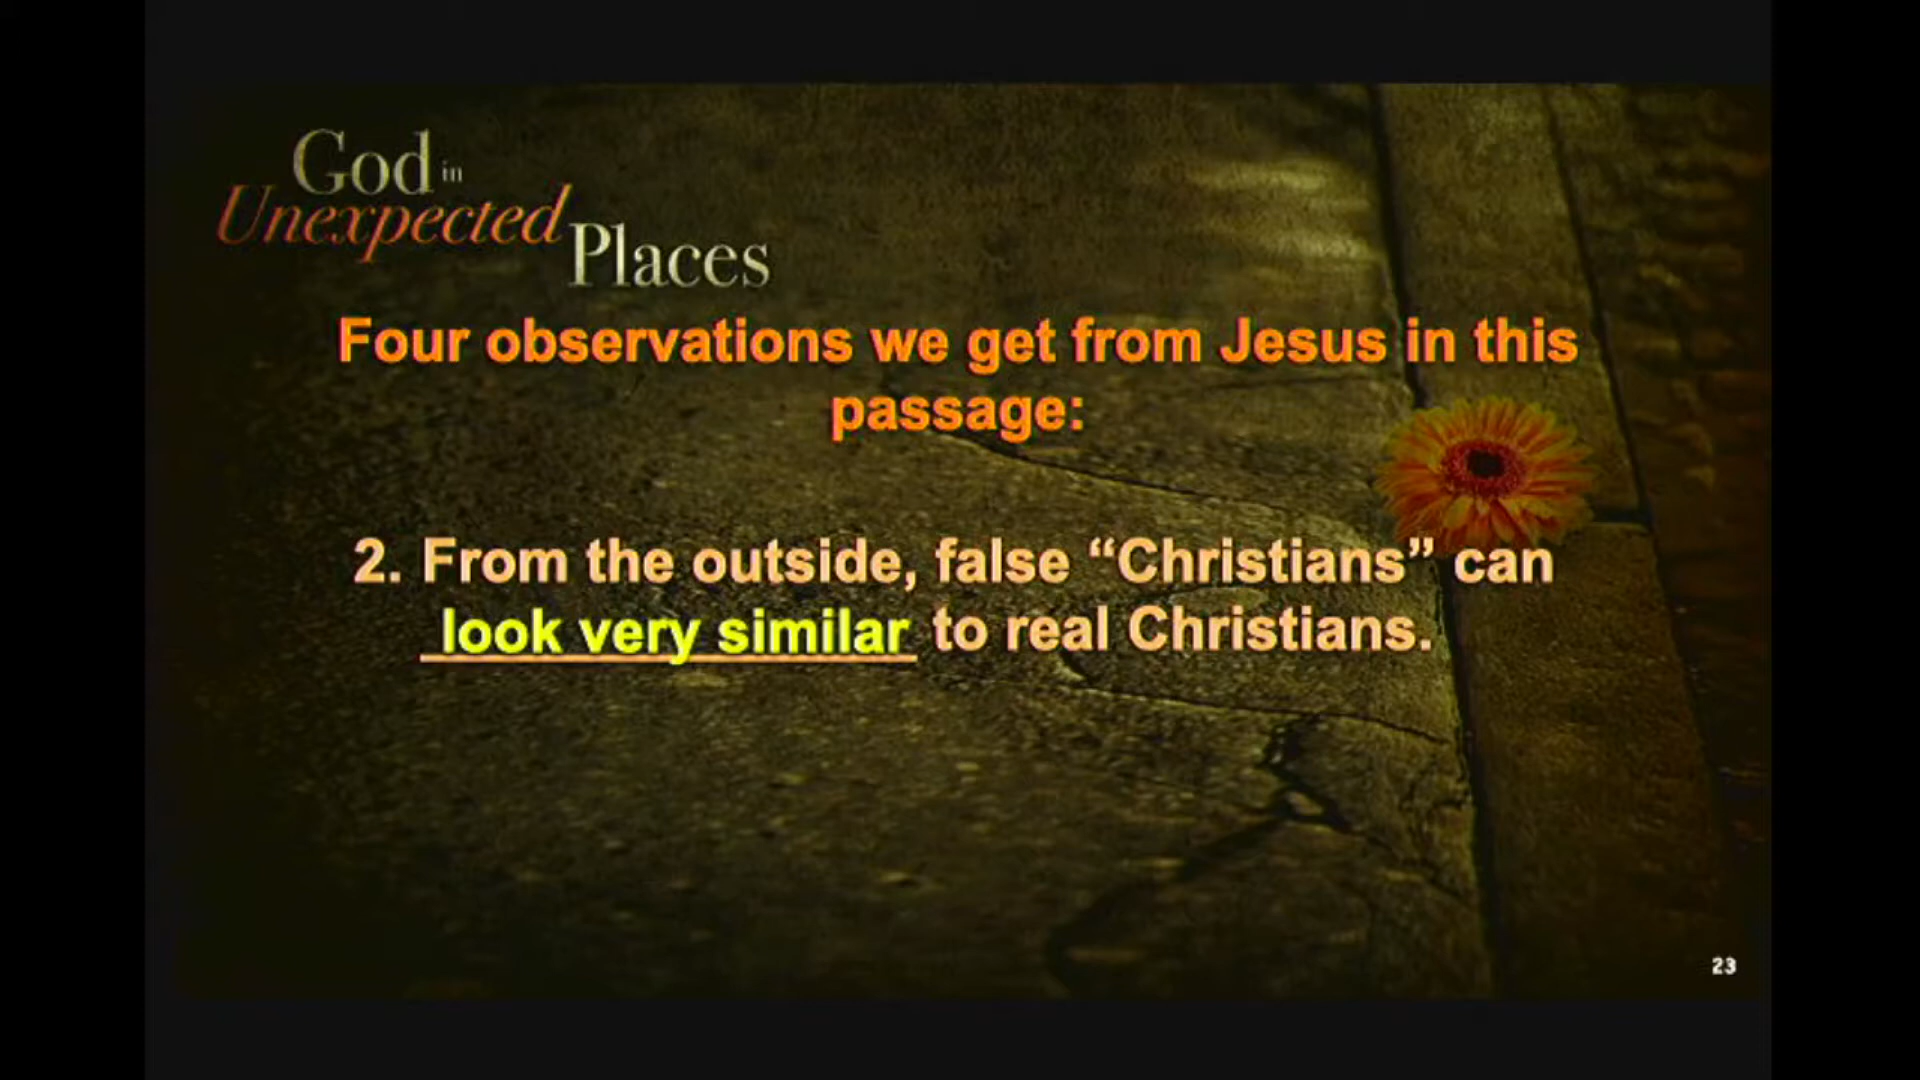 God in
Unexpected
Places
Four observations we get from Jesus in this
passage:
2. From the outside, false “Christians” can
look very similar to real Christians.
23